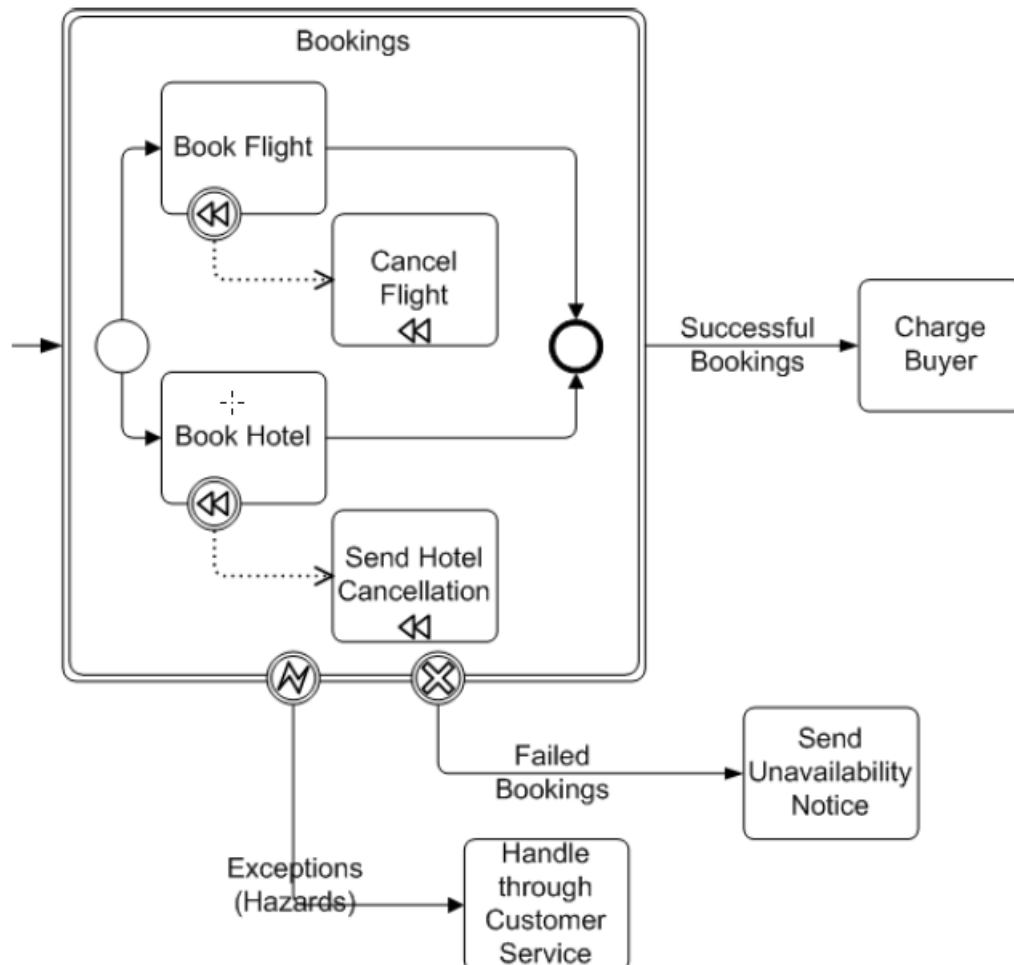 Bookings
Book Flight
Cancel
Flight
Successful
Bookings
Charge
Buyer
Book Hotel
Send Hotel
Cancellation
Failed
Bookings
Send
Unavailability
Notice
Exceptions
(Hazards)
Handle
through
Customer
Service